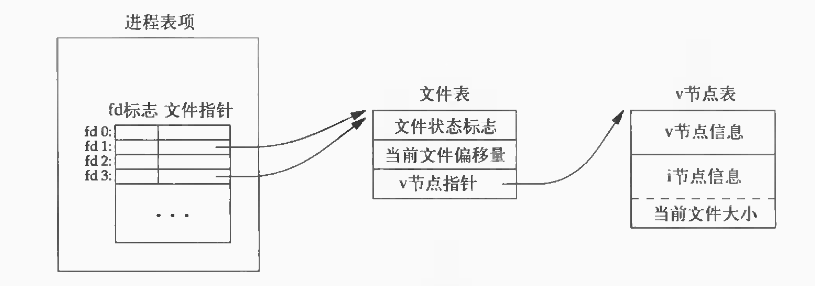 进程表项
fd标志 文件指针
fd 0:
fd 1:
fd 2:
fd 3:
...
文件表
文件状态标志
当前文件偏移量
v节点指针
v节点表
v节点信息
i节点信息
当前文件大小